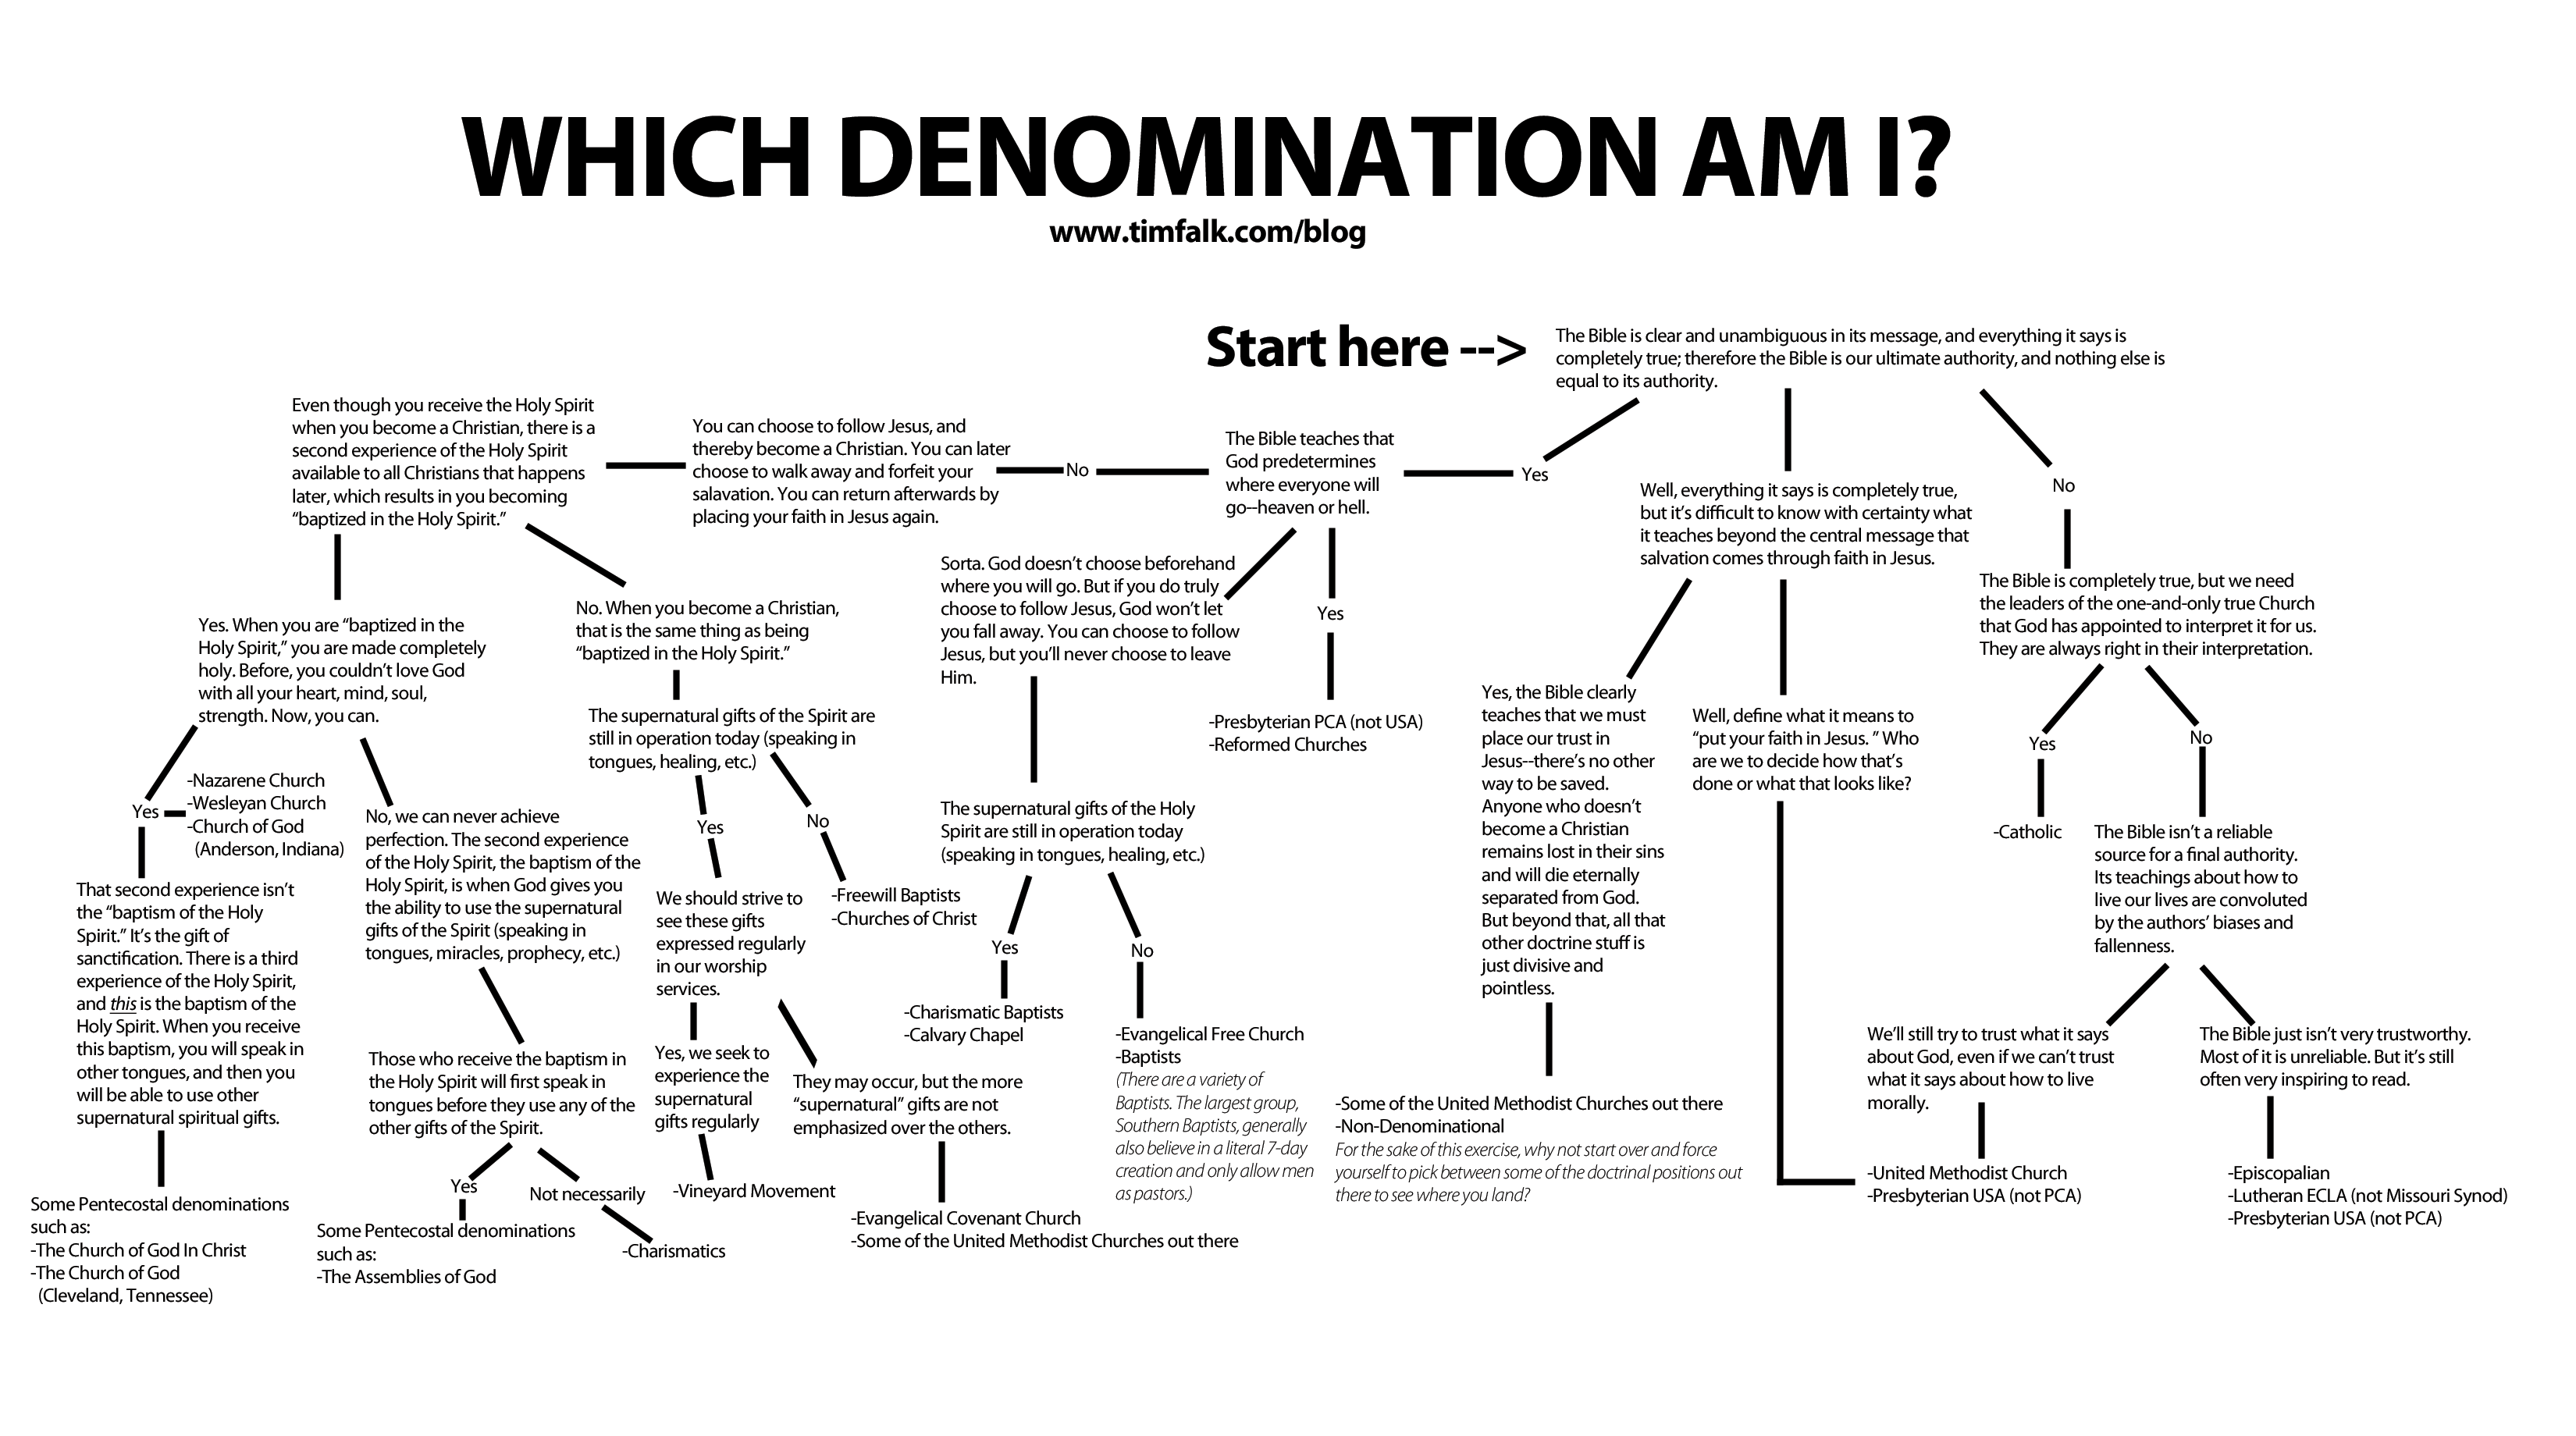 WHICH DENOMINATION AM I?
www.timfalk.com/blog
Start here -->
The Bible is clear and unambiguous in its message, and everything it says is
completely true; therefore the Bible is our ultimate authority, and nothing else is
equal to its authority.
Yes
No
The Bible teaches that
God predetermines
where everyone will
go--heaven or hell.
No
You can choose to follow Jesus, and
thereby become a Christian. You can later
choose to walk away and forfeit your
salavation. You can return afterwards by
placing your faith in Jesus again.
Even though you receive the Holy Spirit
when you become a Christian, there is a
second experience of the Holy Spirit
available to all Christians that happens
later, which results in you becoming
“baptized in the Holy Spirit.”
Yes. When you are “baptized in the
Holy Spirit,” you are made completely
holy. Before, you couldn’t love God
with all your heart, mind, soul,
strength. Now, you can.
Yes
-Nazarene Church
-Wesleyan Church
-Church of God
(Anderson, Indiana)
That second experience isn’t
the “baptism of the Holy
Spirit.” It’s the gift of
sanctification. There is a third
experience of the Holy Spirit,
and this is the baptism of the
Holy Spirit. When you receive
this baptism, you will speak in
other tongues, and then you
will be able to use other
supernatural spiritual gifts.
Some Pentecostal denominations
such as:
-The Church of God In Christ
-The Church of God
(Cleveland, Tennessee)
No, we can never achieve
perfection. The second experience
of the Holy Spirit, the baptism of the
Holy Spirit, is when God gives you
the ability to use the supernatural
gifts of the Spirit (speaking in
tongues, miracles, prophecy, etc.)
Those who receive the baptism in
the Holy Spirit will first speak in
tongues before they use any of the
other gifts of the Spirit.
Yes
Not necessarily
Some Pentecostal denominations
such as:
-The Assemblies of God
-Charismatics
No. When you become a Christian,
that is the same thing as being
“baptized in the Holy Spirit.”
The supernatural gifts of the Spirit are
still in operation today (speaking in
tongues, healing, etc.)
Yes
No
-Freewill Baptists
-Churches of Christ
We should strive to
see these gifts
expressed regularly
in our worship
services.
Yes, we seek to
experience the
supernatural
gifts regularly
-Vineyard Movement
They may occur, but the more
“supernatural” gifts are not
emphasized over the others.
-Evangelical Covenant Church
-Some of the United Methodist Churches out there
Sorta. God doesn’t choose beforehand
where you will go. But if you do truly
choose to follow Jesus, God won’t let
you fall away. You can choose to follow
Jesus, but you’ll never choose to leave
Him.
Yes
-Presbyterian PCA (not USA)
-Reformed Churches
The supernatural gifts of the Holy
Spirit are still in operation today
(speaking in tongues, healing, etc.)
Yes
No
-Charismatic Baptists
-Calvary Chapel
-Evangelical Free Church
-Baptists
(There are a variety of
Baptists. The largest group,
Southern Baptists, generally
also believe in a literal 7-day
creation and only allow men
as pastors.)
Well, everything it says is completely true,
but it’s difficult to know with certainty what
it teaches beyond the central message that
salvation comes through faith in Jesus.
Yes, the Bible clearly
teaches that we must
place our trust in
Jesus--there’s no other
way to be saved.
Anyone who doesn’t
become a Christian
remains lost in their sins
and will die eternally
separated from God.
But beyond that, all that
other doctrine stuff is
just divisive and
pointless.
-Some of the United Methodist Churches out there
-Non-Denominational
For the sake of this exercise, why not start over and force
yourself to pick between some of the doctrinal positions out
there to see where you land?
Well, define what it means to
“put your faith in Jesus. ” Who
are we to decide how that’s
done or what that looks like?
The Bible is completely true, but we need
the leaders of the one-and-only true Church
that God has appointed to interpret it for us.
They are always right in their interpretation.
Yes
No
-Catholic
The Bible isn’t a reliable
source for a final authority.
Its teachings about how to
live our lives are convoluted
by the authors’ biases and
fallenness.
We’ll still try to trust what it says
about God, even if we can’t trust
what it says about how to live
morally.
-United Methodist Church
-Presbyterian USA (not PCA)
The Bible just isn’t very trustworthy.
Most of it is unreliable. But it’s still
often very inspiring to read.
-Episcopalian
-Lutheran ECLA (not Missouri Synod)
-Presbyterian USA (not PCA)